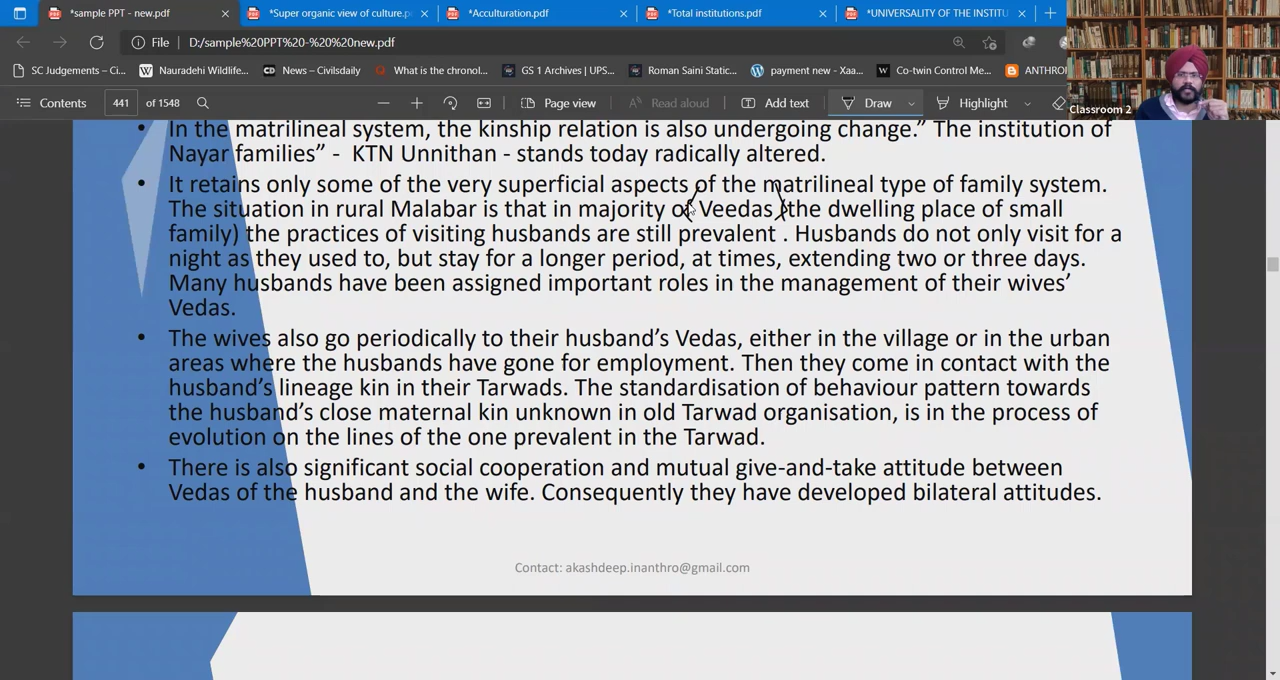 *sample PPT - new.pdf
*Super organic view of culture.p
*Acculturation.pdf
*Total institutions.pdf
*UNIVERSALITY OF THE INSTITU
File
D:/sample%20PPT%20-%20%20new.pdf
SC Judgements – Ci...
Nauradehi Wildlife...
News – Civilsdaily
What is the chronol...
GS 1 Archives | UPS...
Roman Saini Static...
payment new - Xaa...
Co-twin Control Me...
ANTHRO
Contents
441
of 1548
Page view
Read aloud
Add text
Draw
Highlight
Classroom 2
• In the matrilineal system, the kinship relation is also undergoing change.” The institution of
Nayar families” - KTN Unnithan - stands today radically altered.
• It retains only some of the very superficial aspects of the matrilineal type of family system.
The situation in rural Malabar is that in majority of Veedas (the dwelling place of small
family) the practices of visiting husbands are still prevalent . Husbands do not only visit for a
night as they used to, but stay for a longer period, at times, extending two or three days.
Many husbands have been assigned important roles in the management of their wives’
Vedas.
• The wives also go periodically to their husband’s Vedas, either in the village or in the urban
areas where the husbands have gone for employment. Then they come in contact with the
husband’s lineage kin in their Tarwads. The standardisation of behaviour pattern towards
the husband’s close maternal kin unknown in old Tarwad organisation, is in the process of
evolution on the lines of the one prevalent in the Tarwad.
• There is also significant social cooperation and mutual give-and-take attitude between
Vedas of the husband and the wife. Consequently they have developed bilateral attitudes.
Contact: akashdeep.inanthro@gmail.com